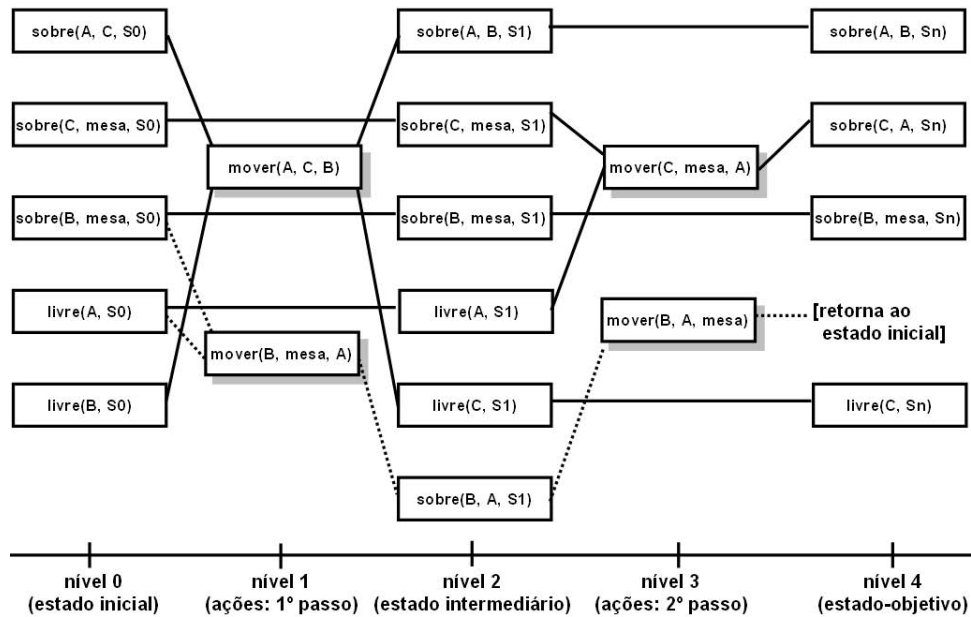 sobre(A, C, S0)
sobre(A, B, S1)
sobre(A, B, Sn)
sobre(C, mesa, S0)
sobre(C, mesa, S1)
sobre(C, A, Sn)
mover(A, C, B)
mover(C, mesa, A)
sobre(B, mesa, S0)
sobre(B, mesa, S1)
sobre(B, mesa, Sn)
livre(A, S0)
livre(A, S1)
mover(B, A, mesa)
[retorna ao
estado inicial]
mover(B, mesa, A)
livre(B, S0)
livre(C, S1)
livre(C, Sn)
sobre(B, A, S1)
nível 0
(estado inicial)
nível 1
(ações: 1º passo)
nível 2
(estado intermediário)
nível 3
(ações: 2º passo)
nível 4
(estado-objetivo)